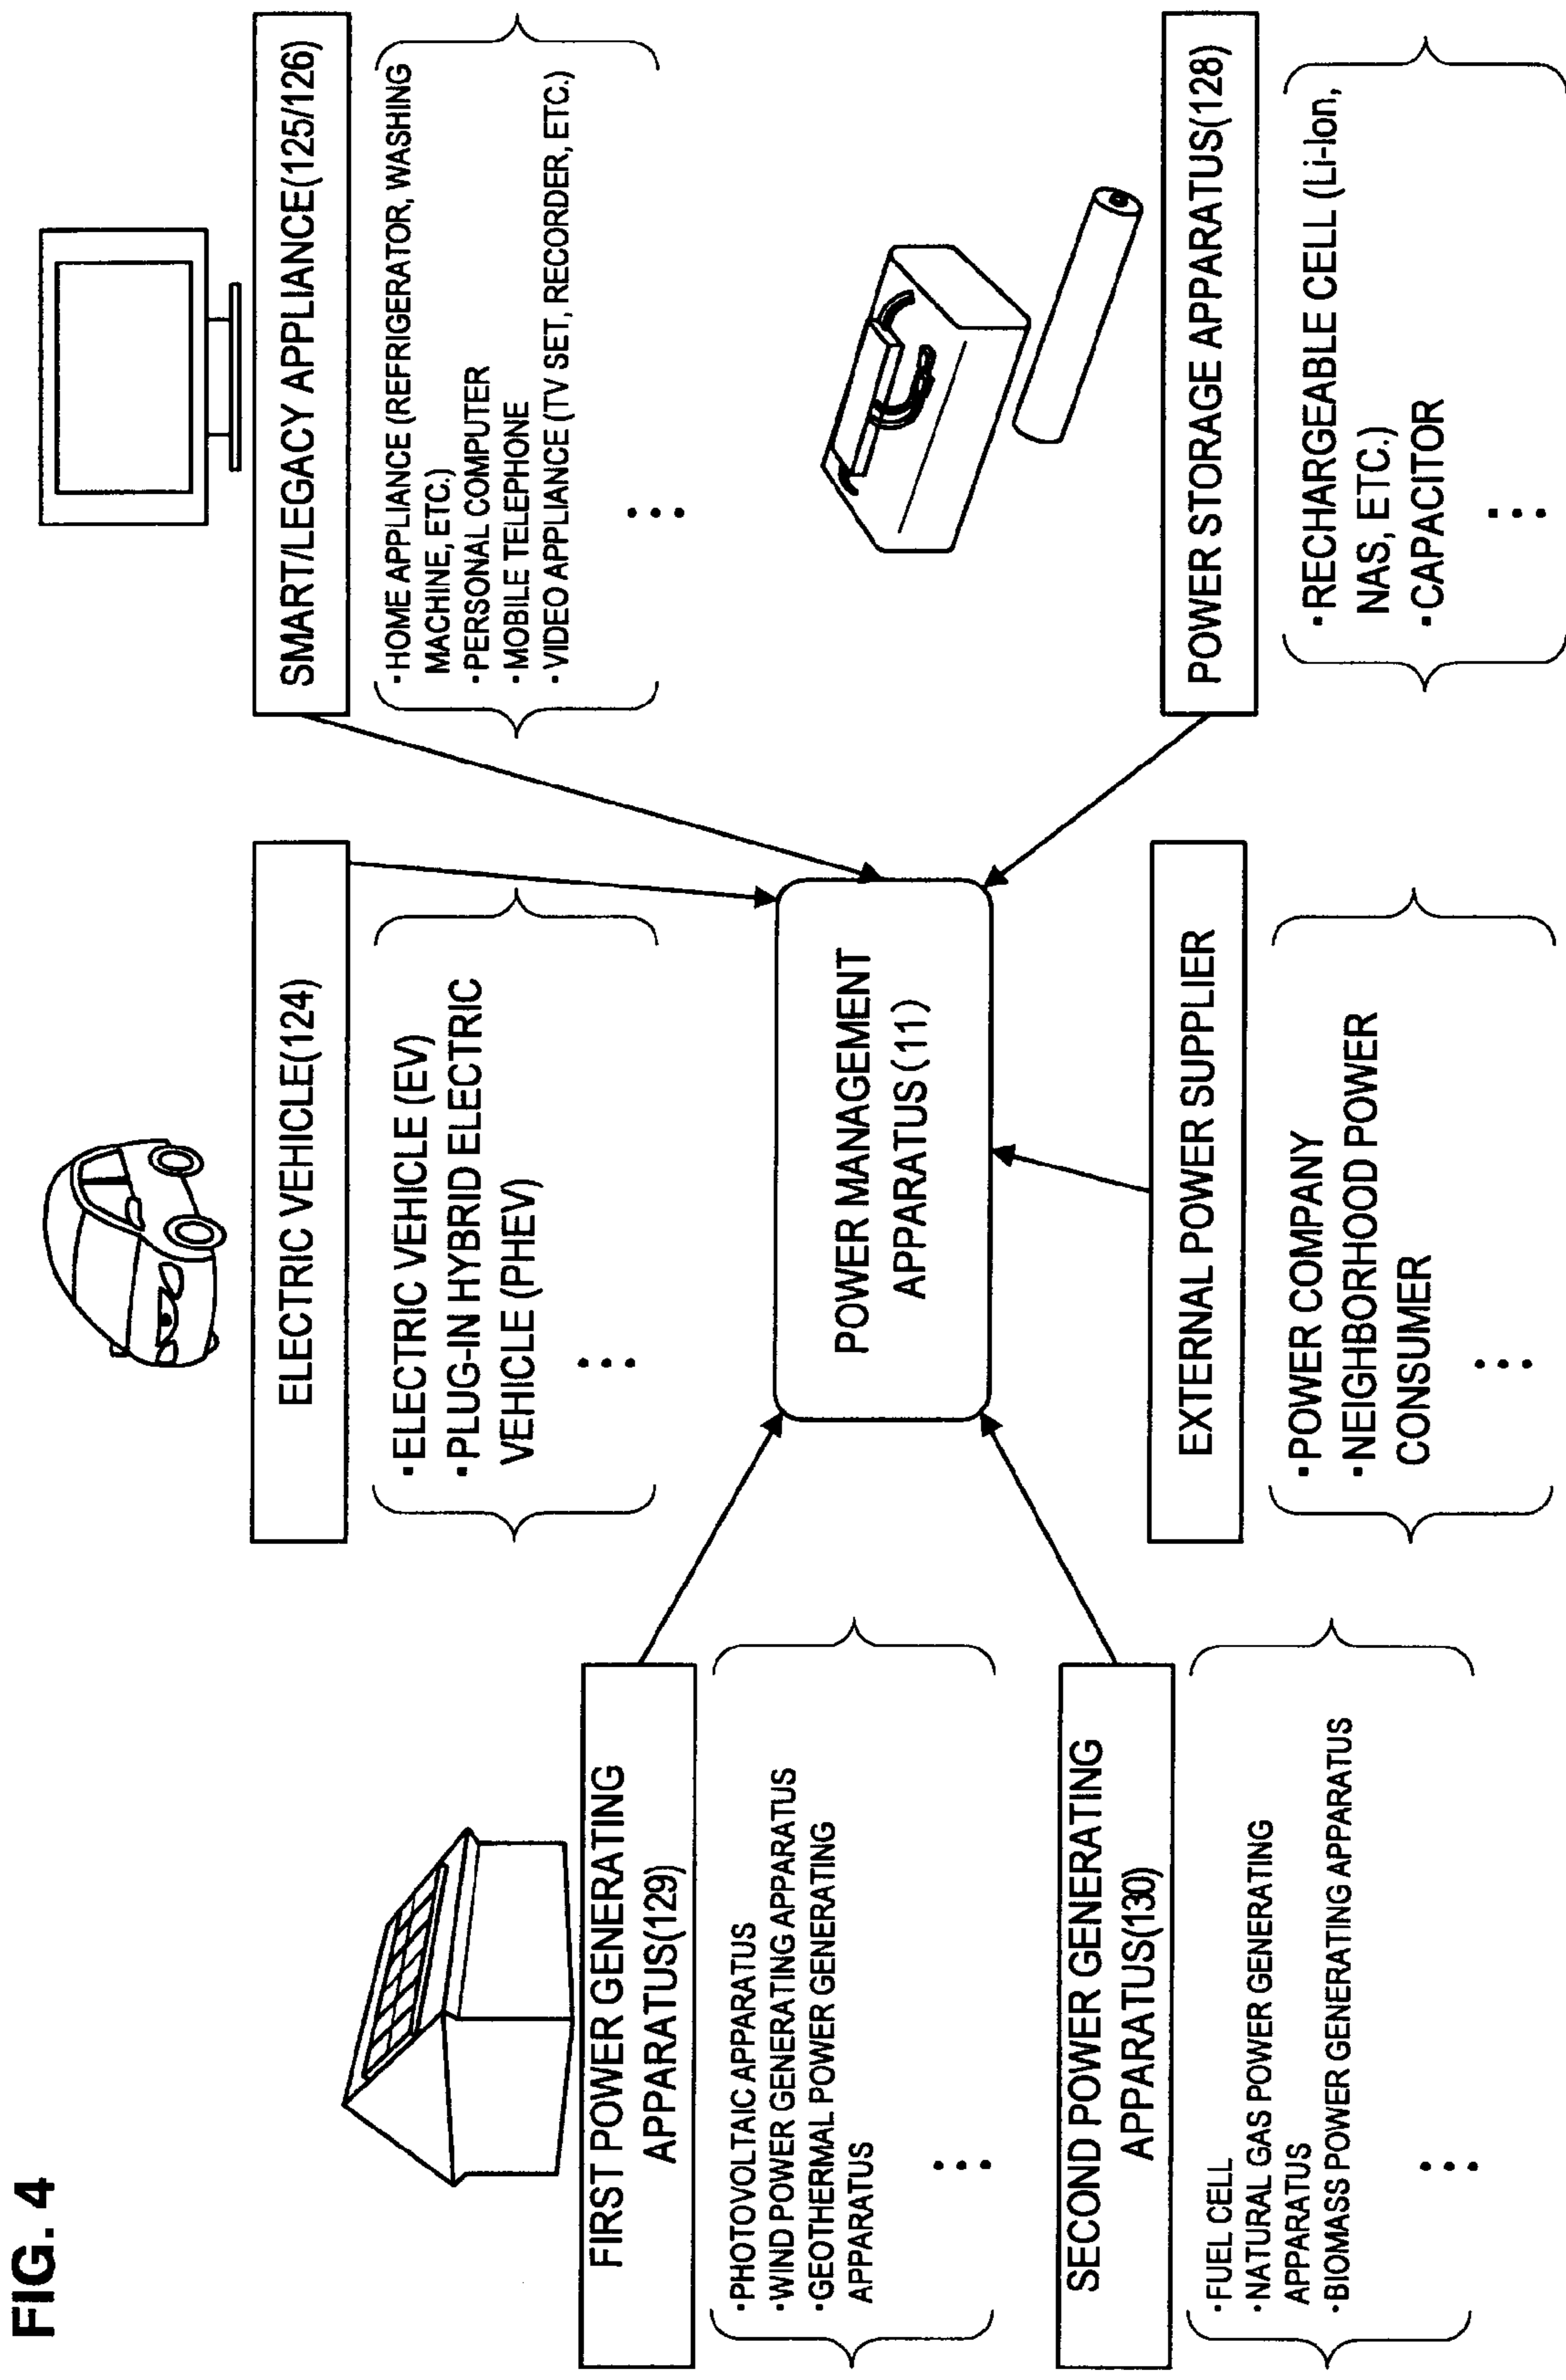 FIG. 4
FIRST POWER GENERATING
APPARATUS(129)
·PHOTOVOLTAIC APPARATUS
·WIND POWER GENERATING APPARATUS
·GEOTHERMAL POWER GENERATING
APPARATUS
...
SECOND POWER GENERATING
APPARATUS(130)
·FUEL CELL
·NATURAL GAS POWER GENERATING
APPARATUS
·BIOMASS POWER GENERATING APPARATUS
...
ELECTRIC VEHICLE(124)
·ELECTRIC VEHICLE (EV)
·PLUG-IN HYBRID ELECTRIC
VEHICLE (PHEV)
...
POWER MANAGEMENT
APPARATUS(11)
EXTERNAL POWER SUPPLIER
·POWER COMPANY
·NEIGHBORHOOD POWER
CONSUMER
...
SMART/LEGACY APPLIANCE(125/126)
·HOME APPLIANCE (REFRIGERATOR, WASHING
MACHINE, ETC.)
·PERSONAL COMPUTER
·MOBILE TELEPHONE
·VIDEO APPLIANCE (TV SET, RECORDER, ETC.)
...
POWER STORAGE APPARATUS(128)
·RECHARGEABLE CELL (Li-Ion,
NAS, ETC.)
·CAPACITOR
...